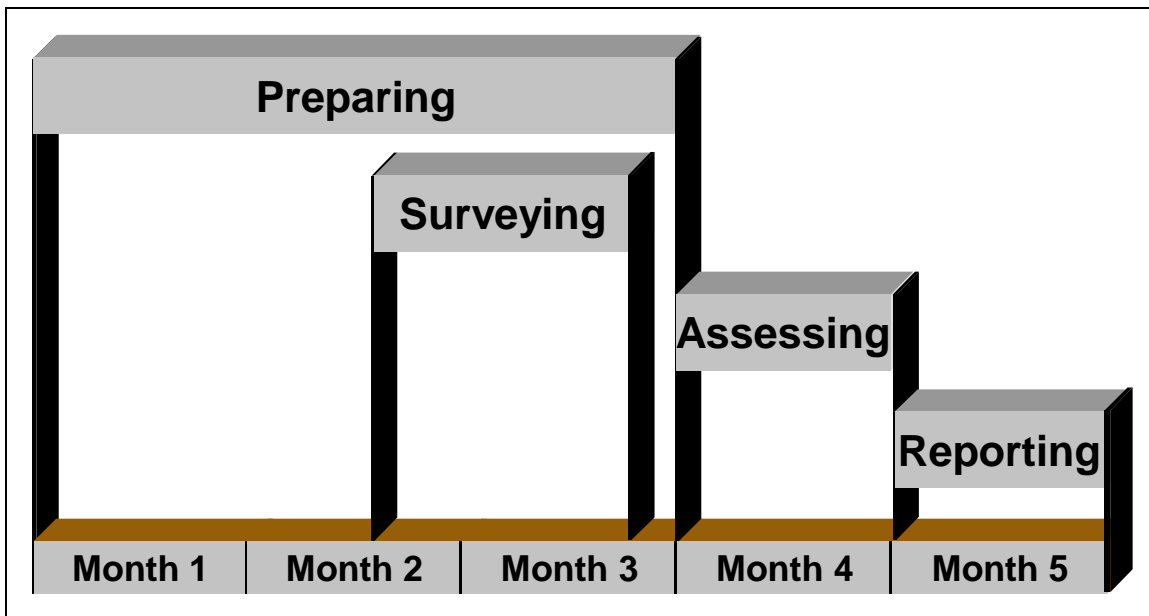 Preparing
Surveying
Assessing
Reporting
Month 1 Month 2 Month 3 Month 4 Month 5